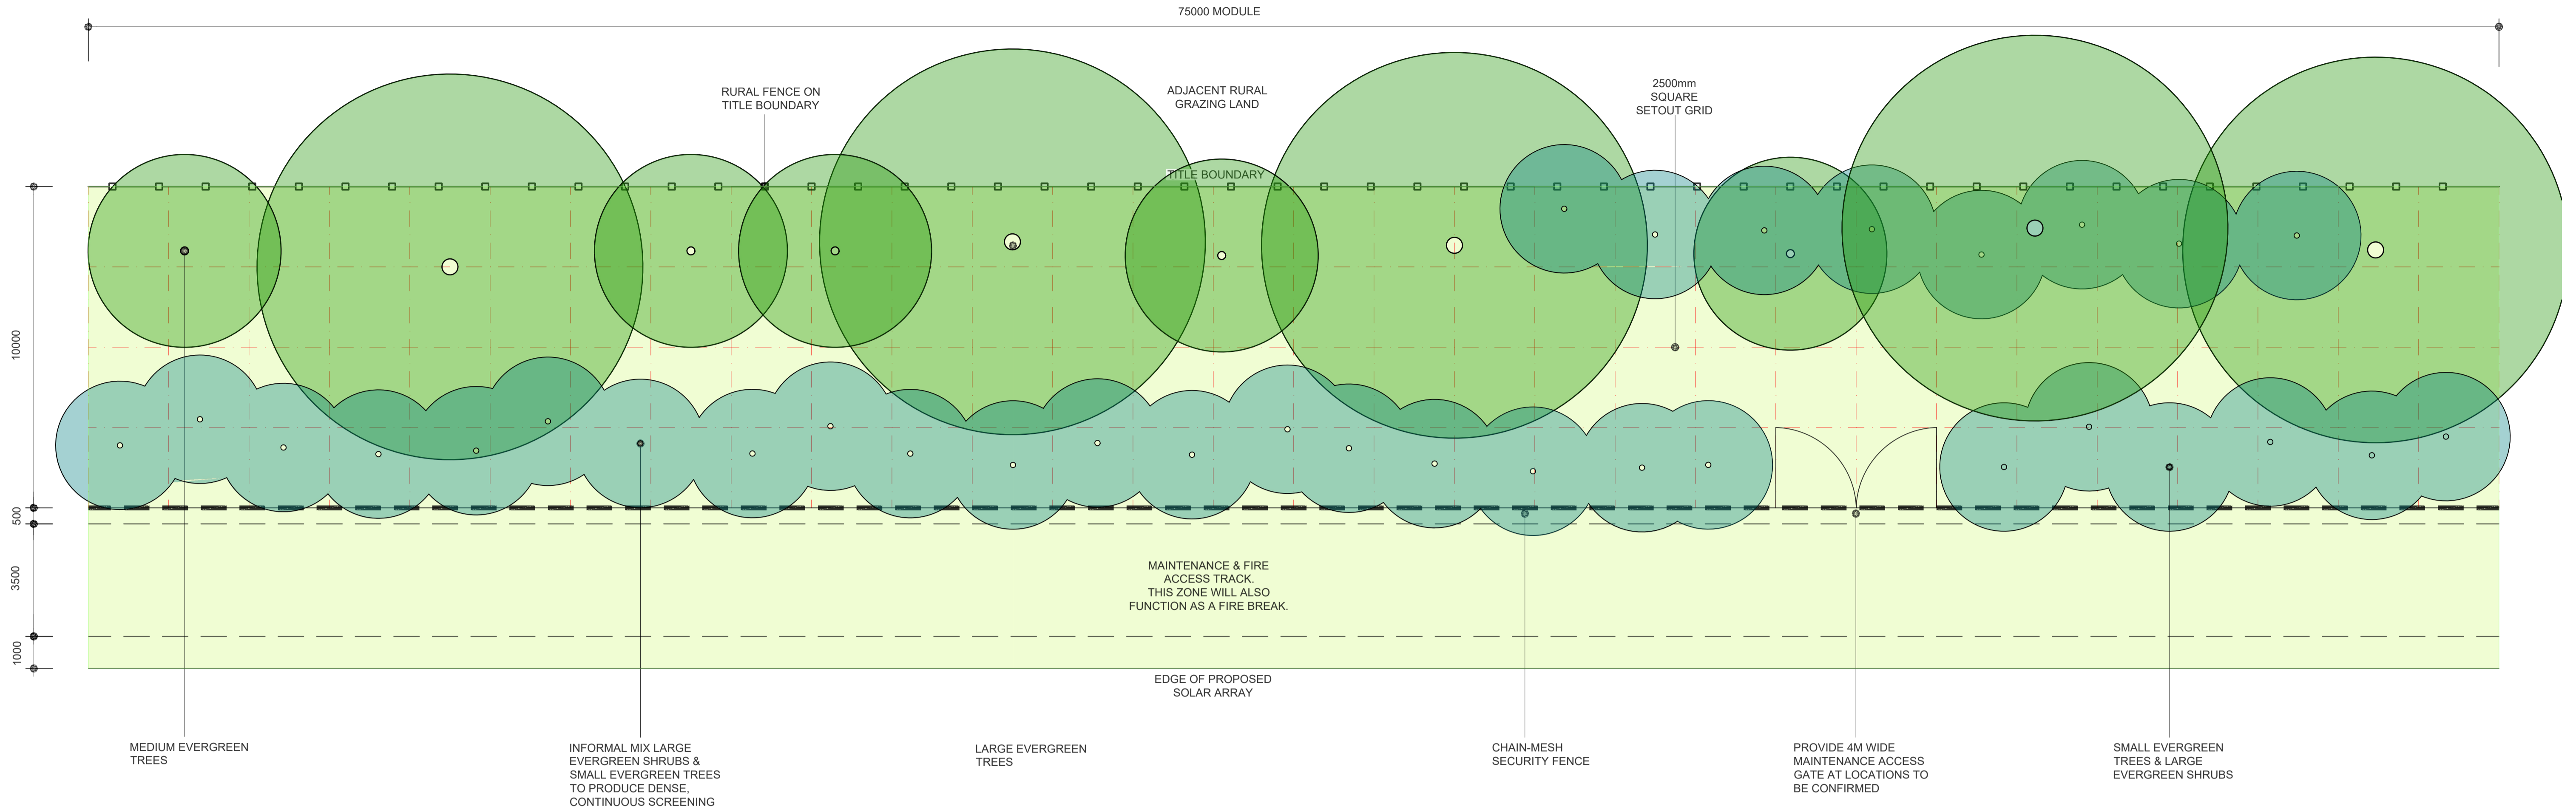 75000 MODULE
RURAL FENCE ON
TITLE BOUNDARY
ADJACENT RURAL
GRAZING LAND
2500mm
SQUARE
SETOUT GRID
TITLE BOUNDARY
10000
500
3500
1000
MAINTENANCE & FIRE
ACCESS TRACK.
THIS ZONE WILL ALSO
FUNCTION AS A FIRE BREAK.
EDGE OF PROPOSED
SOLAR ARRAY
MEDIUM EVERGREEN
TREES
INFORMAL MIX LARGE
EVERGREEN SHRUBS &
SMALL EVERGREEN TREES
TO PRODUCE DENSE,
CONTINUOUS SCREENING
LARGE EVERGREEN
TREES
CHAIN-MESH
SECURITY FENCE
PROVIDE 4M WIDE
MAINTENANCE ACCESS
GATE AT LOCATIONS TO
BE CONFIRMED
SMALL EVERGREEN
TREES & LARGE
EVERGREEN SHRUBS